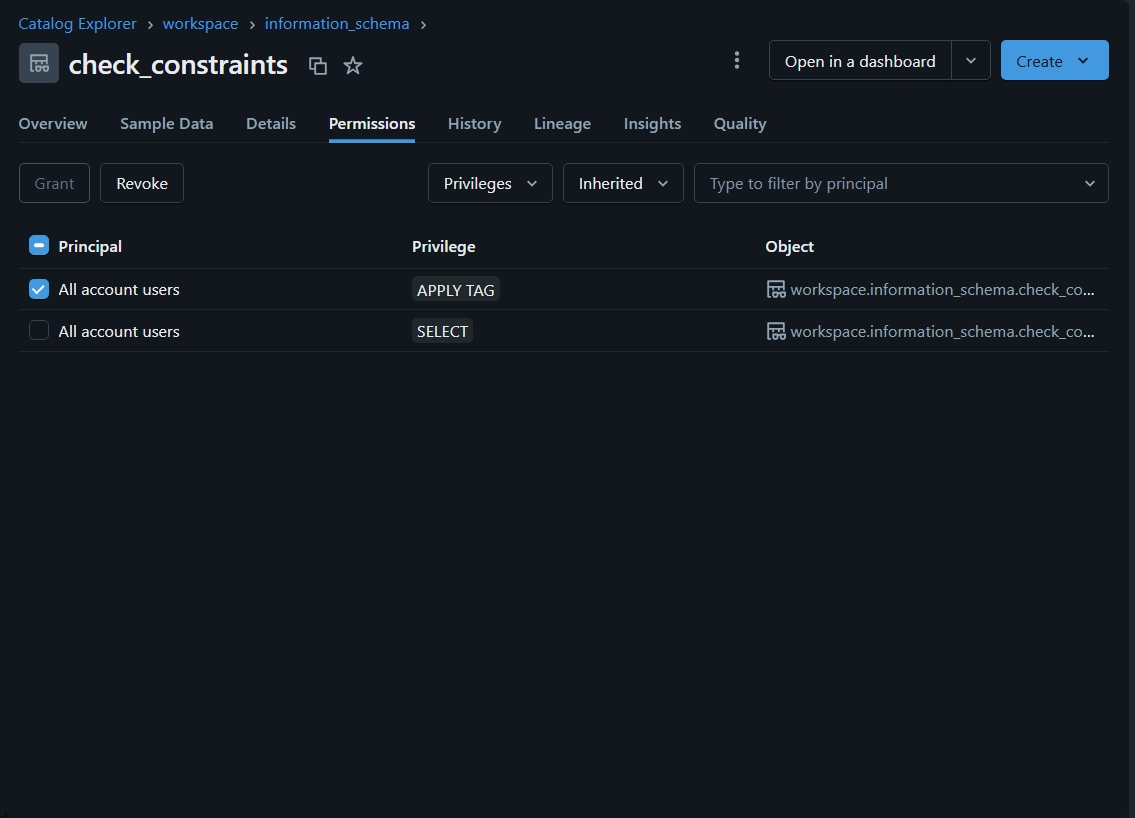 Catalog Explorer › workspace › information_schema ›
check_constraints
Open in a dashboard
Create
Overview Sample Data Details Permissions History Lineage Insights Quality
Grant Revoke Privileges Inherited Type to filter by principal
Principal Privilege Object
All account users APPLY TAG workspace.information_schema.check_co...
All account users SELECT workspace.information_schema.check_co...